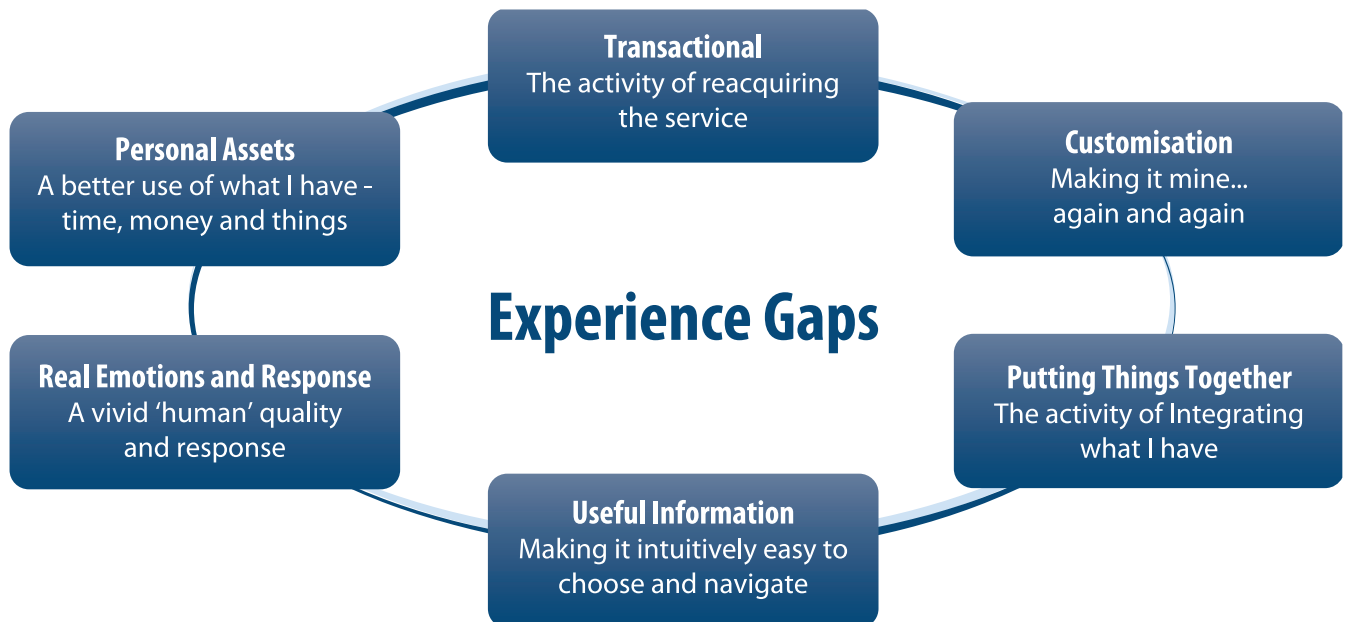 Transactional
The activity of reacquiring
the service
Customisation
Making it mine...
again and again
Putting Things Together
The activity of Integrating
what I have
Useful Information
Making it intuitively easy to
choose and navigate
Real Emotions and Response
A vivid ‘human’ quality
and response
Personal Assets
A better use of what I have -
time, money and things
Experience Gaps